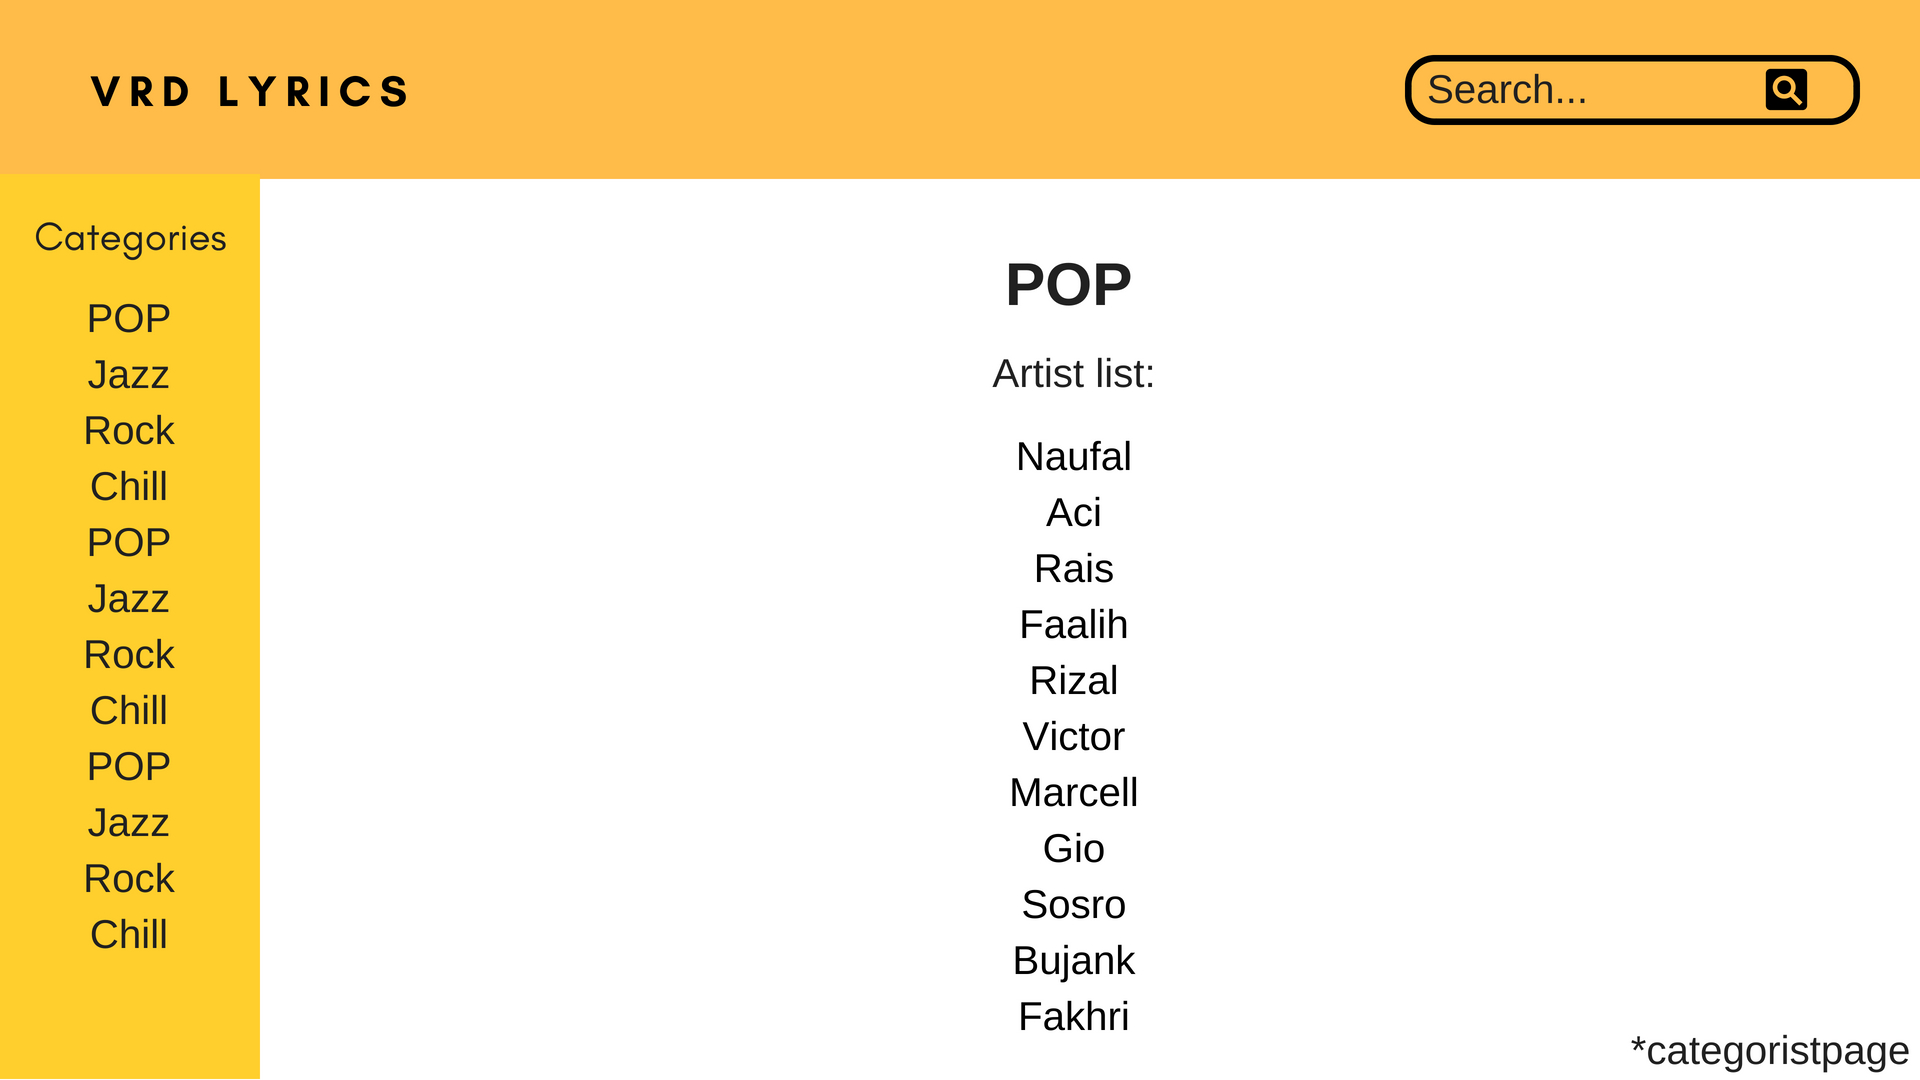 VRD LYRICS
Search...
Categories
POP
Jazz
Rock
Chill
POP
Jazz
Rock
Chill
POP
Jazz
Rock
Chill
POP
Artist list:
Naufal
Aci
Rais
Faalih
Rizal
Victor
Marcell
Gio
Sosro
Bujank
Fakhri
*categoristpage